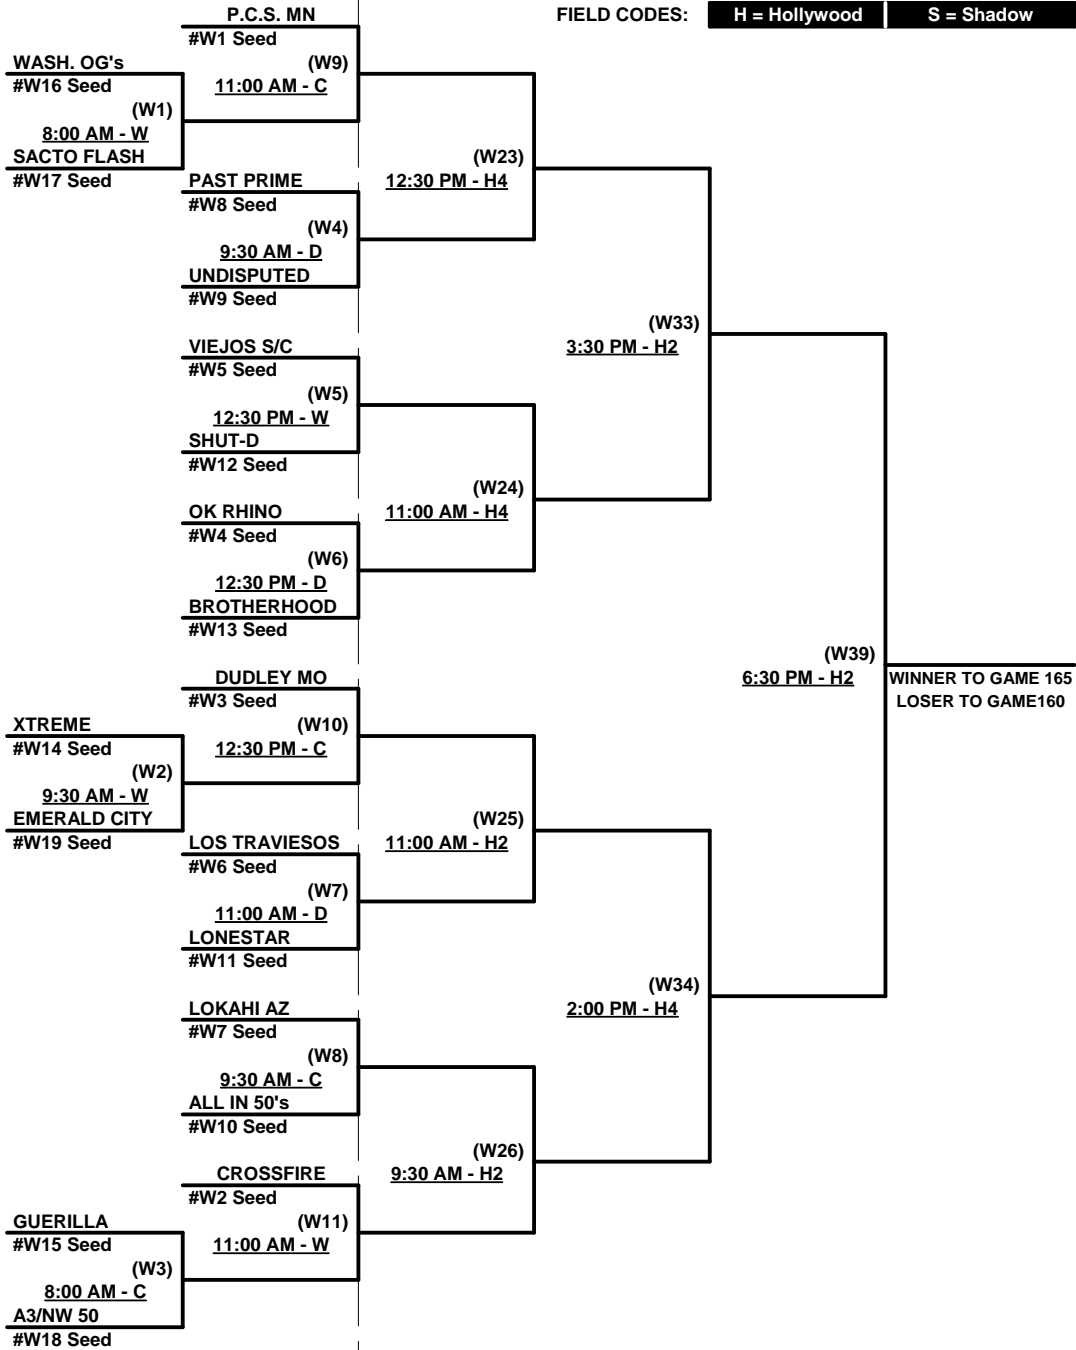 P.C.S. MN
FIELD CODES:
H = Hollywood
S = Shadow
#W1 Seed
WASH. OG's
(W9)
#W16 Seed
11:00 AM - C
(W1)
8:00 AM - W
SACTO FLASH
#W17 Seed
(W23)
12:30 PM - H4
PAST PRIME
#W8 Seed
(W4)
9:30 AM - D
UNDISPUTED
#W9 Seed
(W33)
3:30 PM - H2
VIEJOS S/C
#W5 Seed
(W5)
12:30 PM - W
SHUT-D
#W12 Seed
(W24)
11:00 AM - H4
OK RHINO
#W4 Seed
(W6)
12:30 PM - D
BROTHERHOOD
#W13 Seed
(W39)
6:30 PM - H2
WINNER TO GAME 165
LOSER TO GAME160
DUDLEY MO
#W3 Seed
XTREME
(W10)
#W14 Seed
12:30 PM - C
(W2)
9:30 AM - W
EMERALD CITY
#W19 Seed
(W25)
11:00 AM - H2
LOS TRAVIESOS
#W6 Seed
(W7)
11:00 AM - D
LONESTAR
#W11 Seed
(W34)
2:00 PM - H4
LOKAHI AZ
#W7 Seed
(W8)
9:30 AM - C
ALL IN 50's
#W10 Seed
(W26)
9:30 AM - H2
CROSSFIRE
#W2 Seed
GUERILLA
(W11)
#W15 Seed
11:00 AM - W
(W3)
8:00 AM - C
A3/NW 50
#W18 Seed